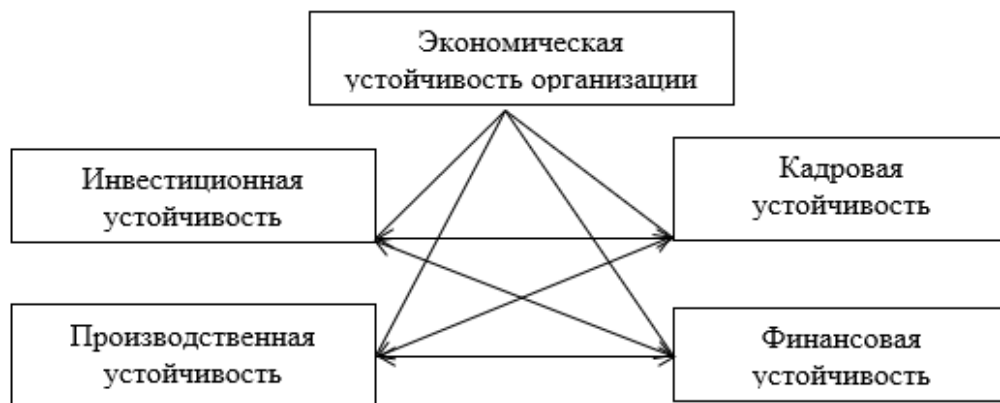 Экономическая
устойчивость организации
Инвестиционная
устойчивость
Кадровая
устойчивость
Производственная
устойчивость
Финансовая
устойчивость